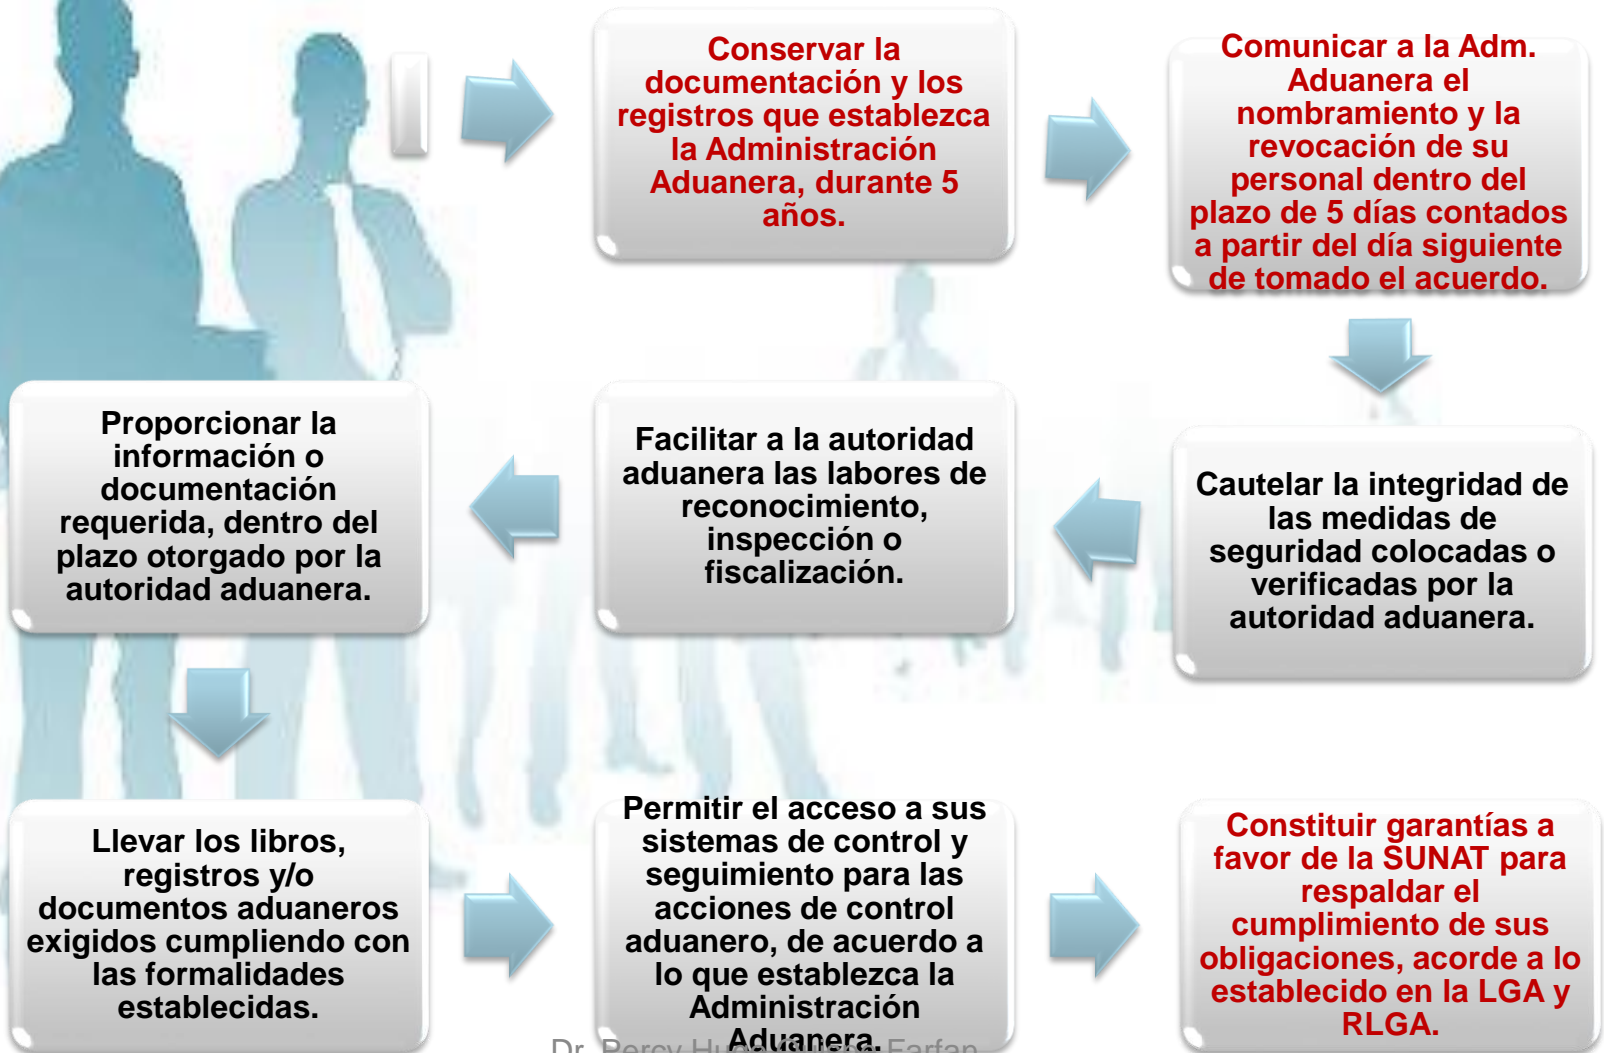 Conservar la
documentación y los
registros que establezca
la Administración
Aduanera, durante 5
años.
Comunicar a la Adm.
Aduanera el
nombramiento y la
revocación de su
personal dentro del
plazo de 5 días contados
a partir del día siguiente
de tomado el acuerdo.
Cautelar la integridad de
las medidas de
seguridad colocadas o
verificadas por la
autoridad aduanera.
Facilitar a la autoridad
aduanera las labores de
reconocimiento,
inspección o
fiscalización.
Proporcionar la
información o
documentación
requerida, dentro del
plazo otorgado por la
autoridad aduanera.
Llevar los libros,
registros y/o
documentos aduaneros
exigidos cumpliendo con
las formalidades
establecidas.
Permitir el acceso a sus
sistemas de control y
seguimiento para las
acciones de control
aduanero, de acuerdo a
lo que establezca la
Administración
Aduanera.
Constituir garantías a
favor de la SUNAT para
respaldar el
cumplimiento de sus
obligaciones, acorde a lo
establecido en la LGA y
RLGA.
Dr. Percy Hugo Farfan